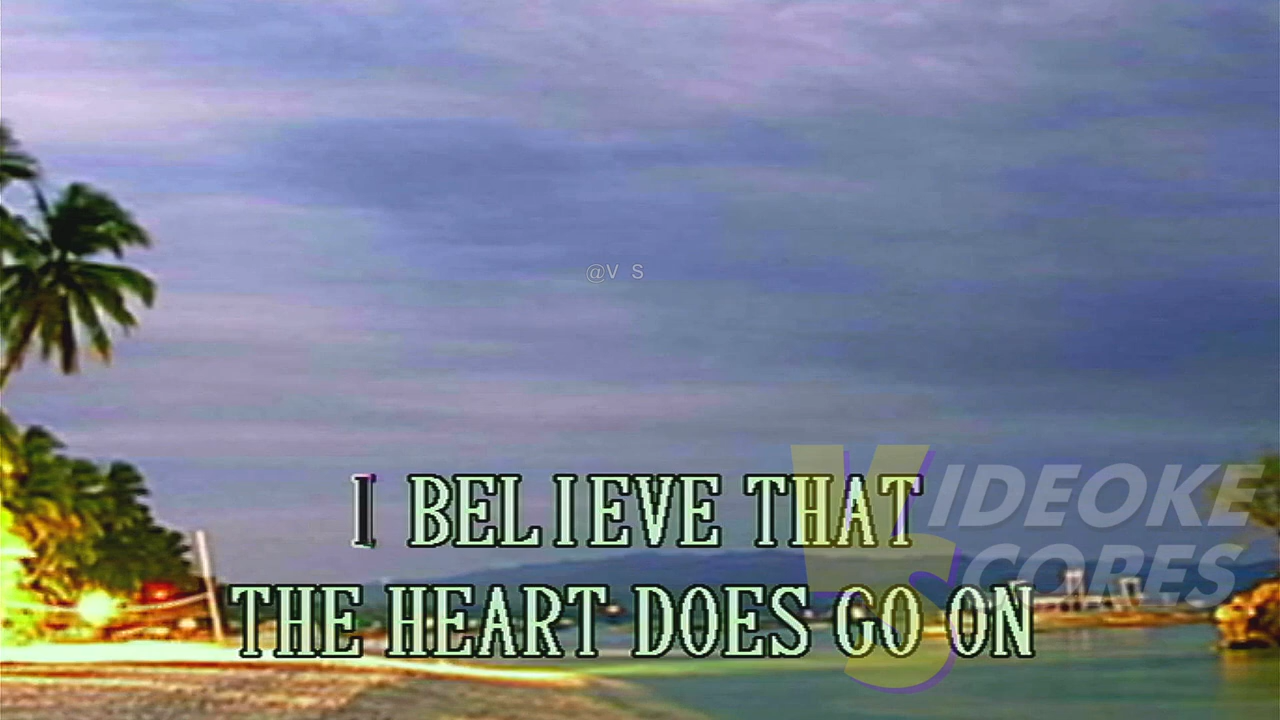 @V S
I BELIEVE THAT
THE HEART DOES GO ON
VIDEOKE
SCORES